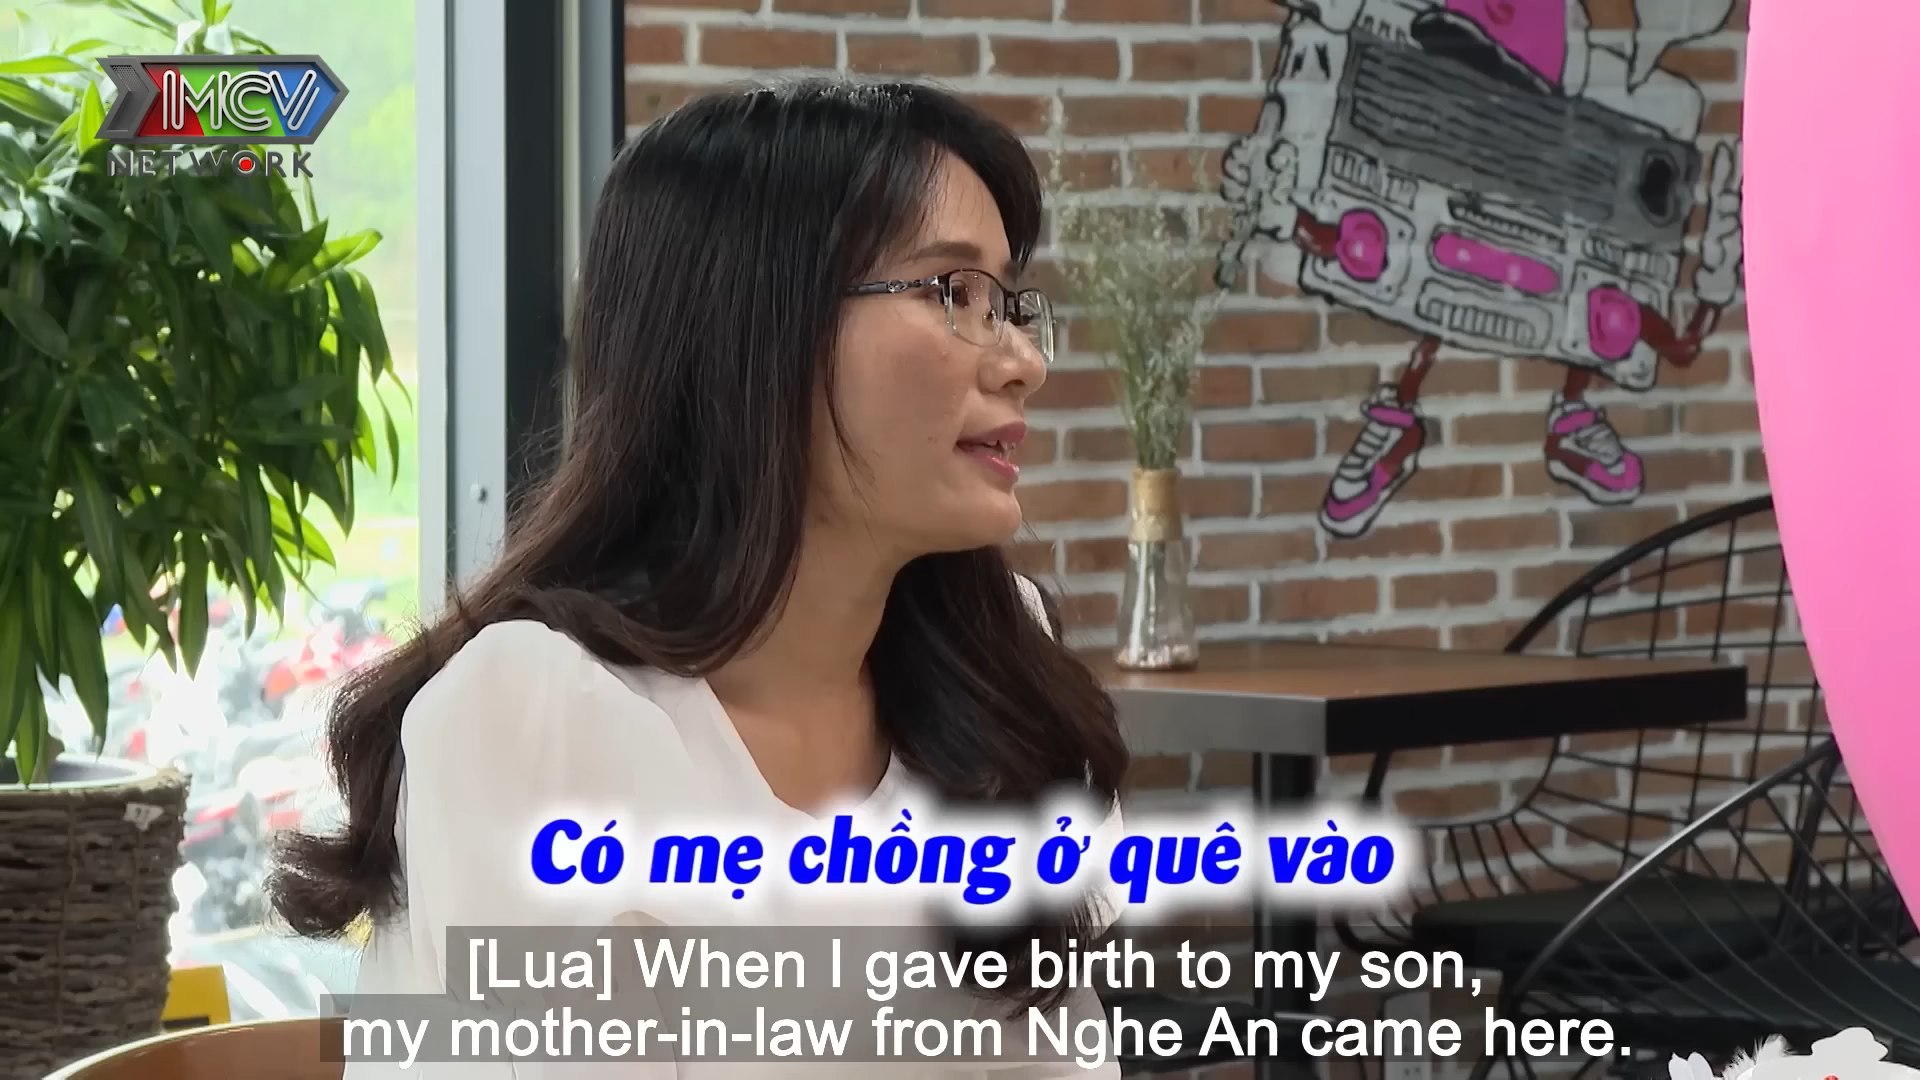 MCV
NETWORK
Có mẹ chồng ở quê vào
[Lua] When I gave birth to my son,
my mother-in-law from Nghe An came here.